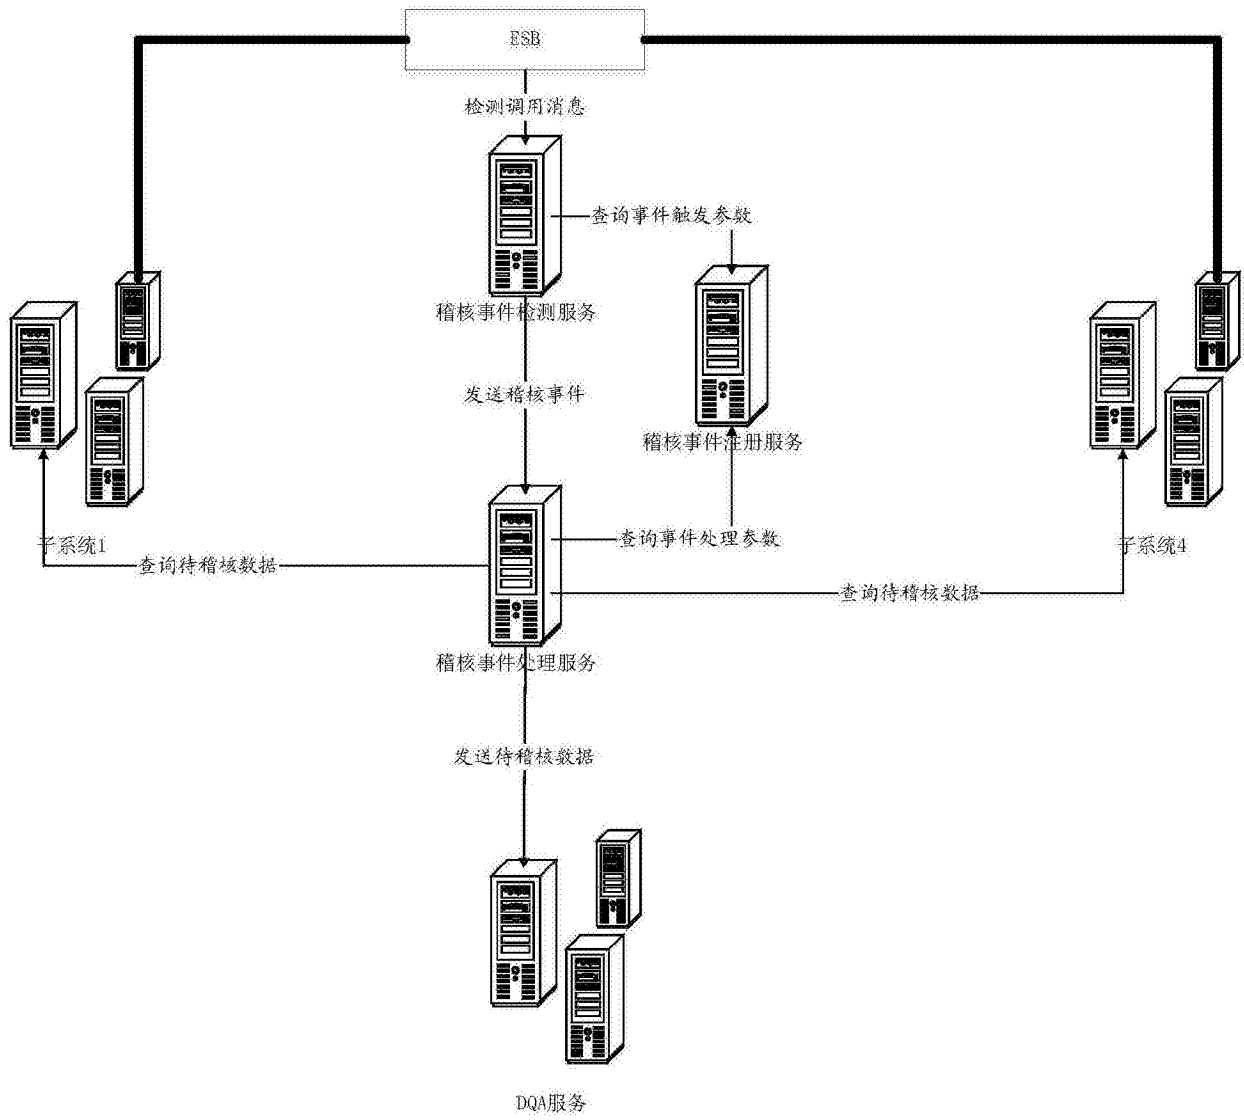 ESB
检测调用消息
查询事件触发参数
稽核事件检测服务
发送稽核事件
稽核事件注册服务
查询事件处理参数
子系统1
子系统4
查询待稽核数据
查询待稽核数据
稽核事件处理服务
发送待稽核数据
DQA服务